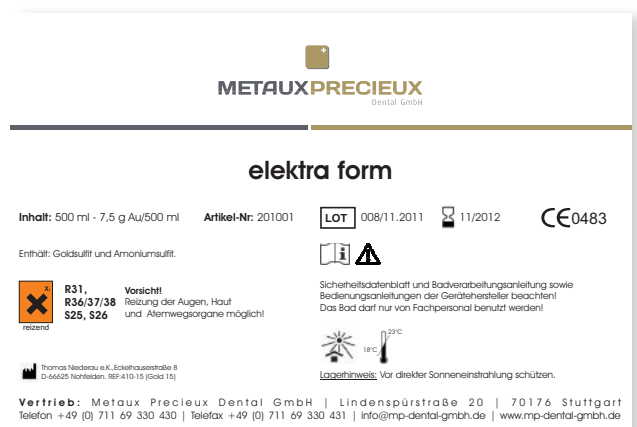 METAUXPRECIEUX
Dental GmbH
elektra form
Inhalt: 500 ml - 7,5 g Au/500 ml Artikel-Nr: 201001 LOT 008/11.2011 11/2012 CE0483
Enthält: Goldsulfit und Amoniumsulfit.
Xi
R31,
R36/37/38
S25, S26
Vorsicht!
Reizung der Augen, Haut
und Atemwegsorgane möglich!
reizend
Sicherheitsdatenblatt und Badverarbeitungsanleitung sowie
Bedienungsanleitungen der Gerätehersteller beachten!
Das Bad darf nur von Fachpersonal benutzt werden!
23°C
18°C
Thomas Niederau e.K.,Eckelhauserstraße 8
D-66625 Nohfelden. REF:410-15 (Gold 15)
Lagerhinweis: Vor direkter Sonneneinstrahlung schützen.
Vertrieb: Metaux Precieux Dental GmbH | Lindenspürstraße 20 | 70176 Stuttgart
Telefon +49 (0) 711 69 330 430 | Telefax +49 (0) 711 69 330 431 | info@mp-dental-gmbh.de | www.mp-dental-gmbh.de